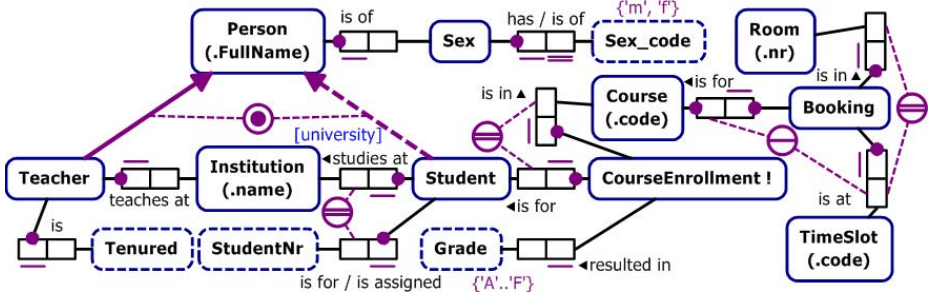 is of
has / is of
{'m', 'f'}
Person
(.FullName)
Sex
Sex_code
Room
(.nr)
is in ▲
◄is for
is in ▲
Course
(.code)
Booking
[university]
◄studies at
Teacher
Institution
(.name)
Student
CourseEnrollment !
teaches at
◄is for
is at
is
Tenured
StudentNr
Grade
TimeSlot
(.code)
◄resulted in
is for / is assigned
{'A'..'F'}